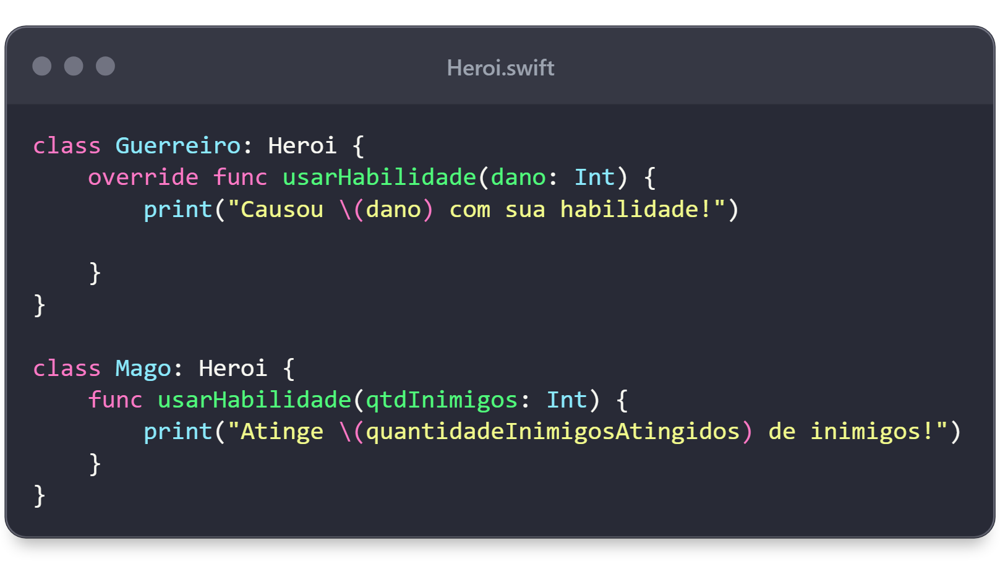 Heroi.swift
class Guerreiro: Heroi {
    override func usarHabilidade(dano: Int) {
        print("Causou \(dano) com sua habilidade!")

    }
}

class Mago: Heroi {
    func usarHabilidade(qtdInimigos: Int) {
        print("Atinge \(quantidadeInimigosAtingidos) de inimigos!")
    }
}